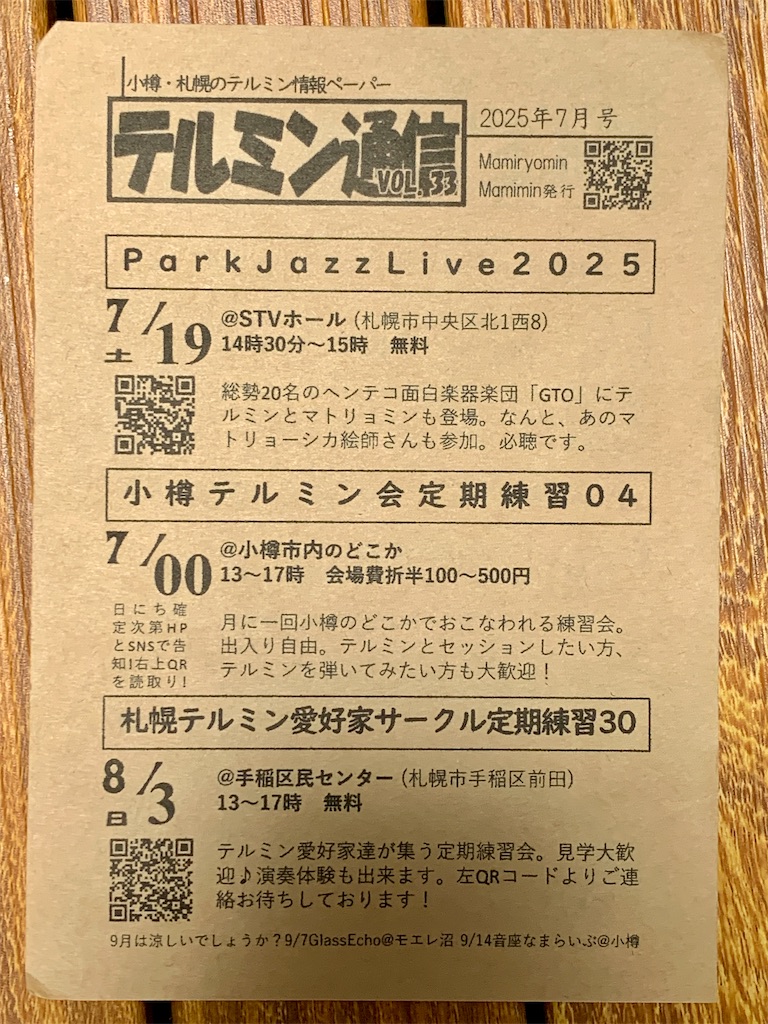 小樽・札幌のテルミン情報ペーパー
テルミン通信
VOL.33
2025年7月号
Mamiryomin
Mamimin発行
ParkJazzLive2025
7/19
土
@STVホール (札幌市中央区北1西8)
14時30分〜15時　無料
総勢20名のヘンテコ面白楽器楽団「GTO」にテ
ルミンとマトリョミンも登場。なんと、あのマ
トリョーシカ絵師さんも参加。必聴です。
小樽テルミン会定期練習04
7/00
@小樽市内のどこか
13〜17時　会場費折半100〜500円
日にち確
定次第HP
とSNSで告
知!右上QR
を読取り!
月に一回小樽のどこかでおこなわれる練習会。
出入り自由。テルミンとセッションしたい方、
テルミンを弾いてみたい方も大歓迎！
札幌テルミン愛好家サークル定期練習30
8/3
日
@手稲区民センター (札幌市手稲区前田)
13〜17時　無料
テルミン愛好家達が集う定期練習会。見学大歓
迎♪演奏体験も出来ます。左QRコードよりご連
絡お待ちしております！
9月は涼しいでしょうか？9/7GlassEcho@モエレ沼 9/14音座なまらいぶ@小樽